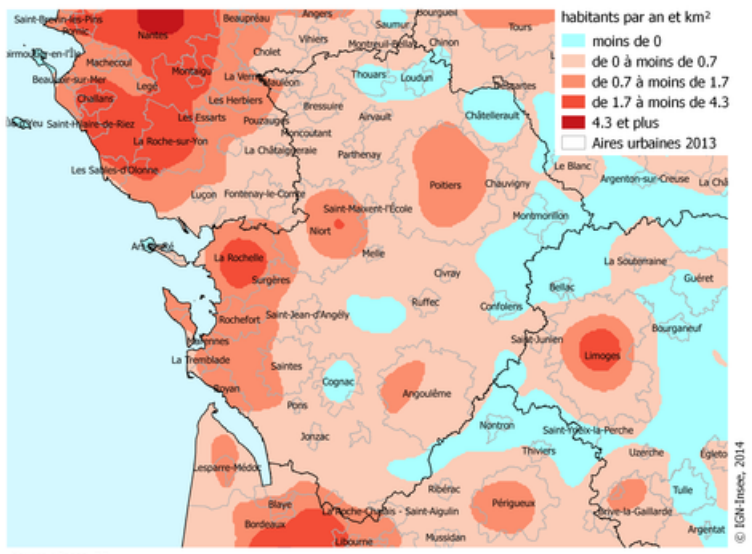 habitants par an et km²
moins de 0
de 0 à moins de 0.7
de 0.7 à moins de 1.7
de 1.7 à moins de 4.3
4.3 et plus
Aires urbaines 2013
Saint-Brevin-les-Pins
Pornic
Nantes
Beaupréau
Angers
Saumur
Bourgueil
Tours
Vihiers
Montreuil-Bellay
Chinon
Cholet
Machecoul
Montaigu
Mauléon
Thouars
Loudun
Beauvoir-sur-Mer
Legé
Challans
Les Herbiers
Bressuire
Saint-Hilaire-de-Riez
Les Essarts
Pouzauges
Airvault
Châtellerault
Moncoutant
La Roche-sur-Yon
La Châtaigneraie
Parthenay
Le Blanc
Les Sables-d'Olonne
Poitiers
Chauvigny
Argenton-sur-Creuse
La Châ
Luçon
Fontenay-le-Comte
Saint-Maixent-l'École
Montmorillon
Niort
La Rochelle
Melle
La Souterraine
Surgères
Civray
Guéret
Bellac
Ruffec
Confolens
Rochefort
Saint-Jean-d'Angély
Bourganeuf
Marennes
Saint-Junien
La Tremblade
Saintes
Limoges
Royan
Cognac
Angoulême
Pons
Nontron
Saint-Yrieix-la-Perche
Jonzac
Thiviers
Uzerche
Égleto
Lesparre-Médoc
Ribérac
Tulle
Blaye
Périgueux
La Roche-Chalais - Saint-Aigulin
Brive-la-Gaillarde
Bordeaux
Argentat
Libourne
Mussidan
© IGN-Insee, 2014